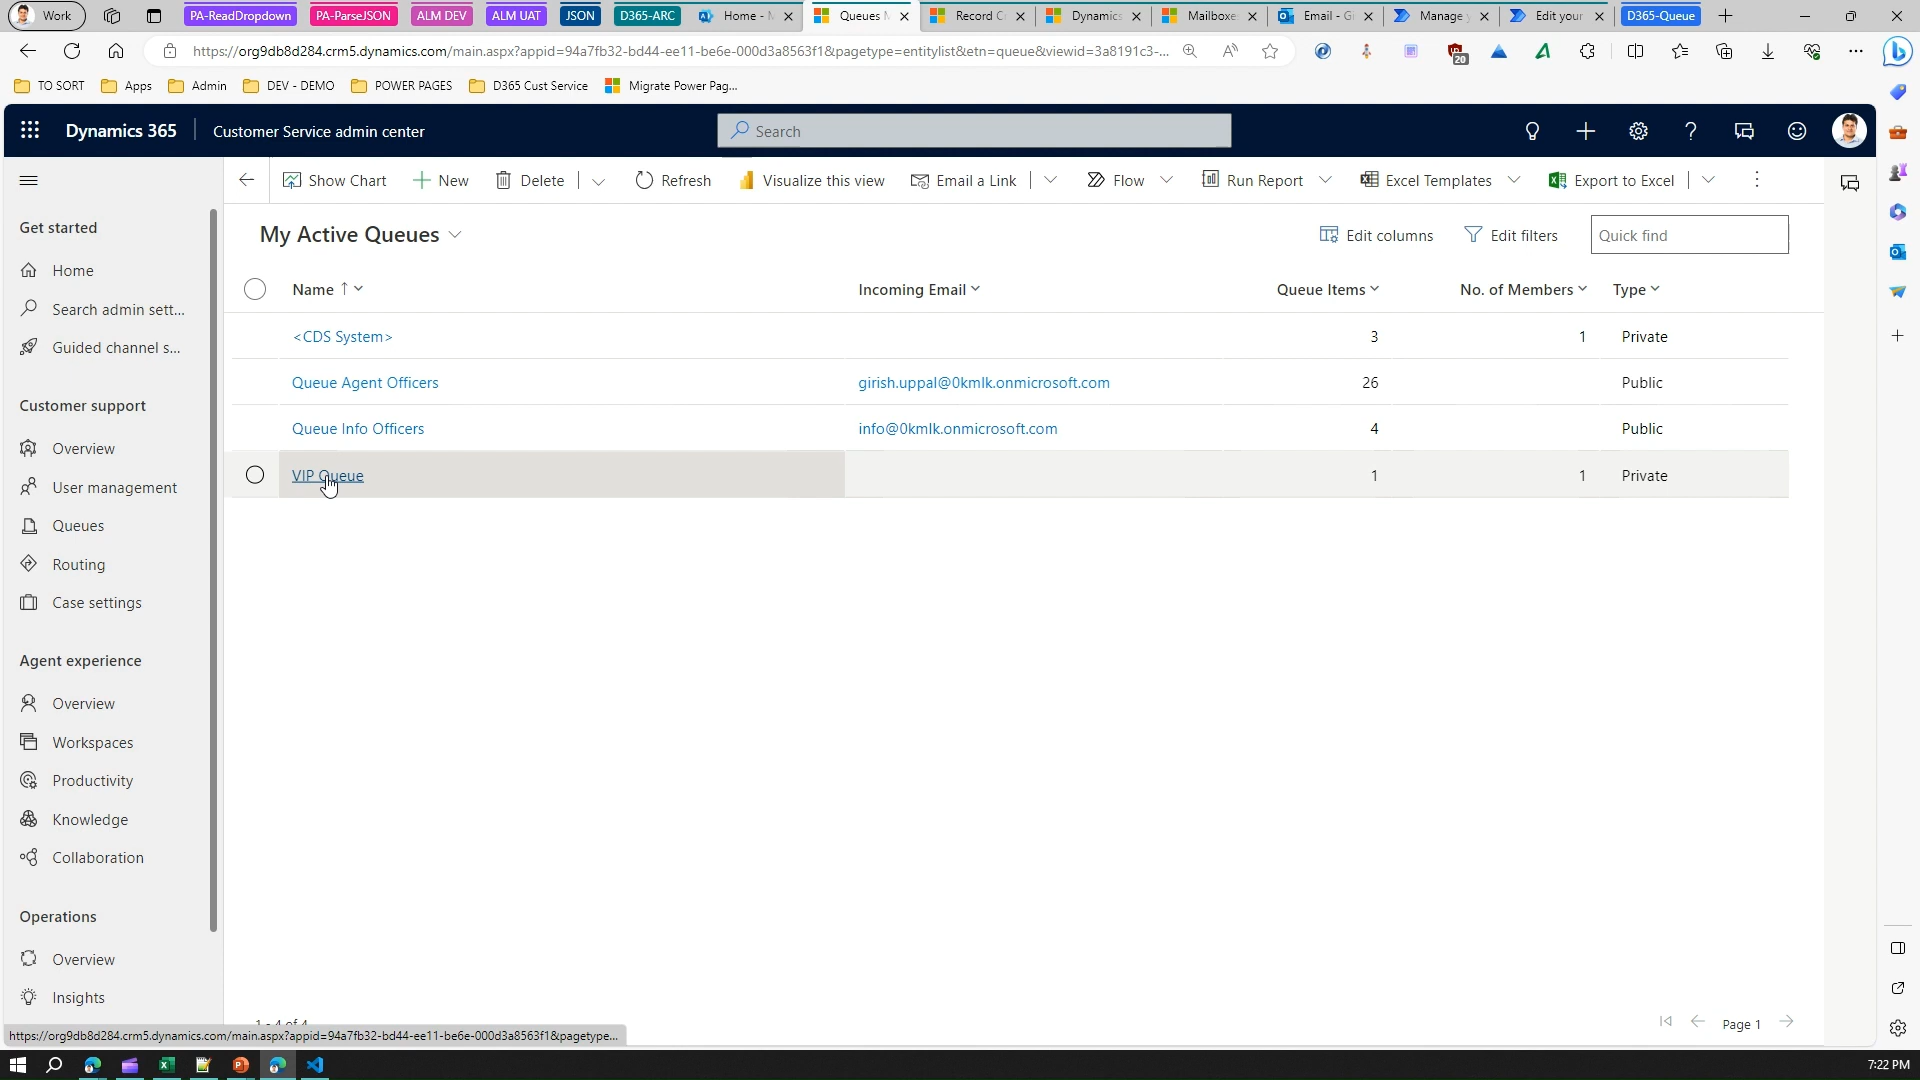 Work
PA-ReadDropdown
PA-ParseJSON
ALM DEV
ALM UAT
JSON
D365-ARC
Home - M
Queues M
Record C
Dynamics
Mailboxe
Email - Gi
Manage y
Edit your
D365-Queue
https://org9db8d284.crm5.dynamics.com/main.aspx?appid=94a7fb32-bd44-ee11-be6e-000d3a8563f1&pagetype=entitylist&etn=queue&viewid=3a8191c3-...
20
TO SORT
Apps
Admin
DEV - DEMO
POWER PAGES
D365 Cust Service
Migrate Power Pag...
Dynamics 365
Customer Service admin center
Search
Show Chart
New
Delete
Refresh
Visualize this view
Email a Link
Flow
Run Report
Excel Templates
Export to Excel
Get started
Home
Search admin sett...
Guided channel s...
Customer support
Overview
User management
Queues
Routing
Case settings
Agent experience
Overview
Workspaces
Productivity
Knowledge
Collaboration
Operations
Overview
Insights
My Active Queues
Edit columns
Edit filters
Quick find
Name ↑ Incoming Email Queue Items No. of Members Type
<CDS System> 3 1 Private
Queue Agent Officers girish.uppal@0kmlk.onmicrosoft.com 26 Public
Queue Info Officers info@0kmlk.onmicrosoft.com 4 Public
VIP Queue 1 1 Private
1 - 4 of 4
Page 1
https://org9db8d284.crm5.dynamics.com/main.aspx?appid=94a7fb32-bd44-ee11-be6e-000d3a8563f1&pagetype...
7:22 PM